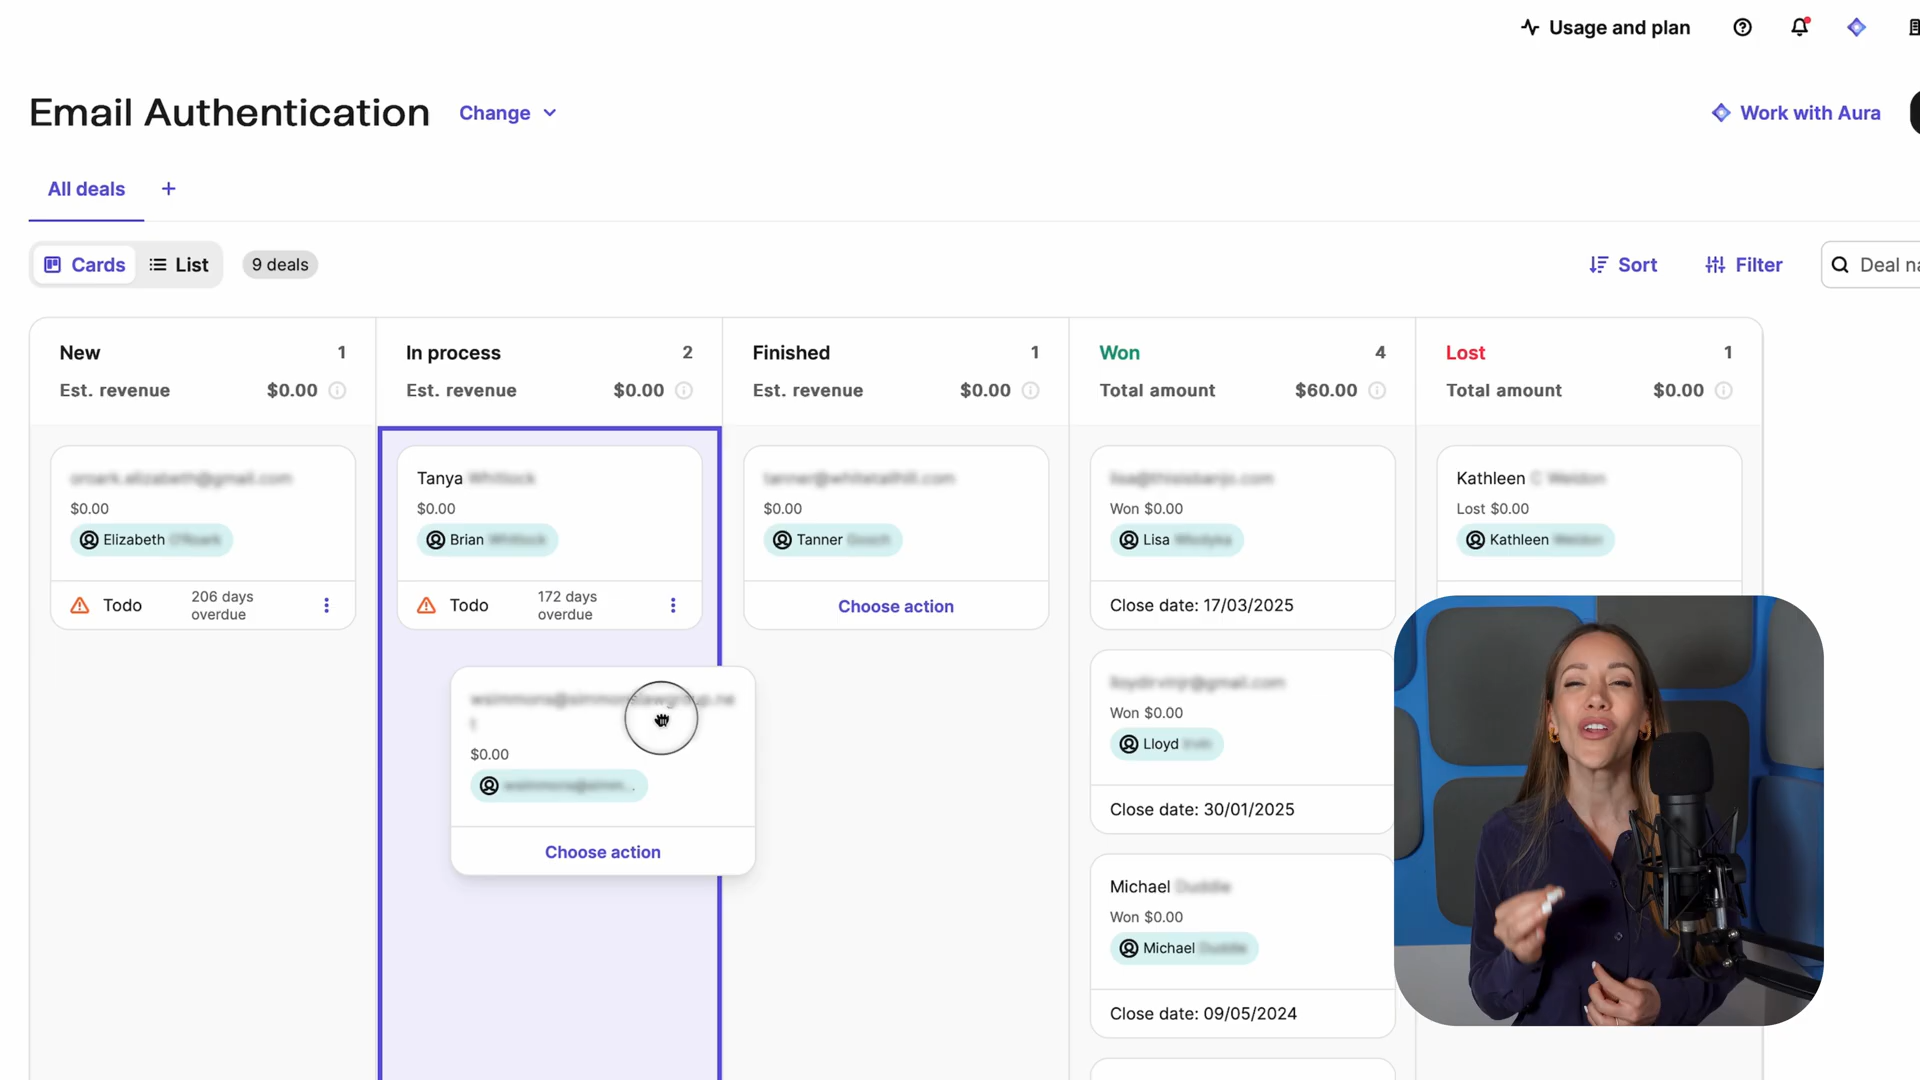 Usage and plan
Email Authentication
Change
Work with Aura
All deals
+
Cards
List
9 deals
Sort
Filter
Deal na
New
1
Est. revenue
$0.00
In process
2
Est. revenue
$0.00
Finished
1
Est. revenue
$0.00
Won
4
Total amount
$60.00
Lost
1
Total amount
$0.00
$0.00
Elizabeth
Todo
206 days
overdue
Tanya
$0.00
Brian
Todo
172 days
overdue
$0.00
Choose action
$0.00
Tanner
Choose action
Won $0.00
Lisa
Close date: 17/03/2025
Won $0.00
Lloyd
Close date: 30/01/2025
Michael
Won $0.00
Michael
Close date: 09/05/2024
Kathleen
Lost $0.00
Kathleen